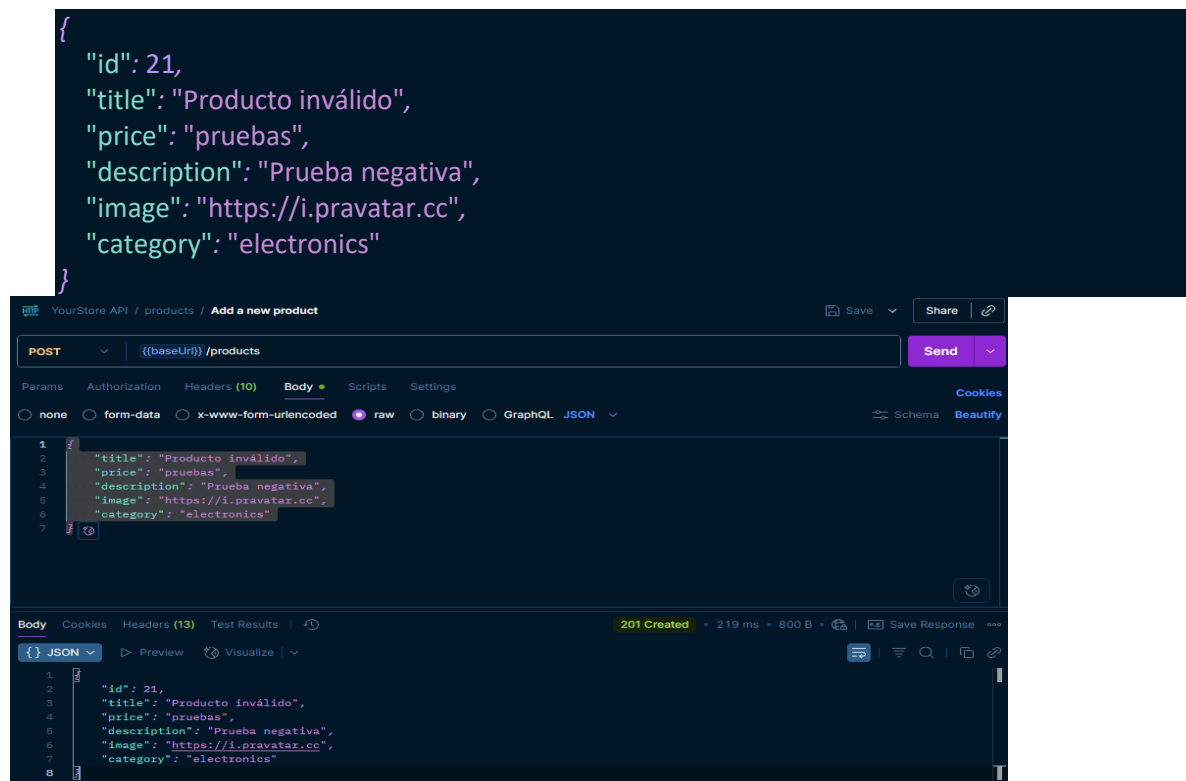 {
"id": 21,
"title": "Producto inválido",
"price": "pruebas",
"description": "Prueba negativa",
"image": "https://i.pravatar.cc",
"category": "electronics"
}
HTTP YourStore API / products / Add a new product Save Share
POST {{baseUrl}} /products Send
Params Authorization Headers (10) Body Scripts Settings Cookies
none form-data x-www-form-urlencoded raw binary GraphQL JSON Schema Beautify
1 {
2 "title": "Producto inválido",
3 "price": "pruebas",
4 "description": "Prueba negativa",
5 "image": "https://i.pravatar.cc",
6 "category": "electronics"
7 }
Body Cookies Headers (13) Test Results 201 Created • 219 ms • 800 B • e.g. Save Response
{} JSON Preview Visualize
1 {
2 "id": 21,
3 "title": "Producto inválido",
4 "price": "pruebas",
5 "description": "Prueba negativa",
6 "image": "https://i.pravatar.cc",
7 "category": "electronics"
8 }